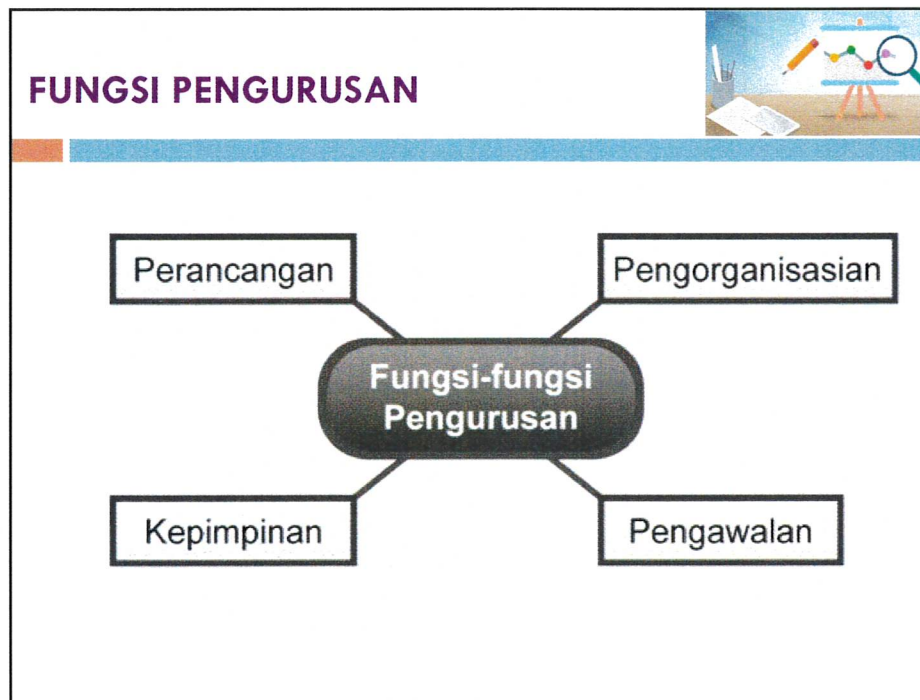 FUNGSI PENGURUSAN
Perancangan
Pengorganisasian
Fungsi-fungsi
Pengurusan
Kepimpinan
Pengawalan